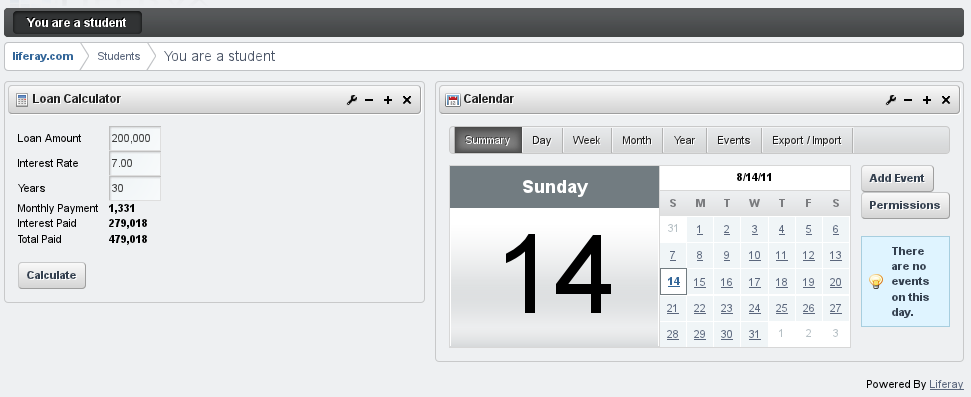 You are a student
liferay.com Students You are a student
Loan Calculator
Loan Amount 200,000
Interest Rate 7.00
Years 30
Monthly Payment 1,331
Interest Paid 279,018
Total Paid 479,018
Calculate
Calendar
Summary Day Week Month Year Events Export / Import
Sunday
14
8/14/11
S M T W T F S
31 1 2 3 4 5 6
7 8 9 10 11 12 13
14 15 16 17 18 19 20
21 22 23 24 25 26 27
28 29 30 31 1 2 3
Add Event
Permissions
There
are no
events
on this
day.
Powered By Liferay